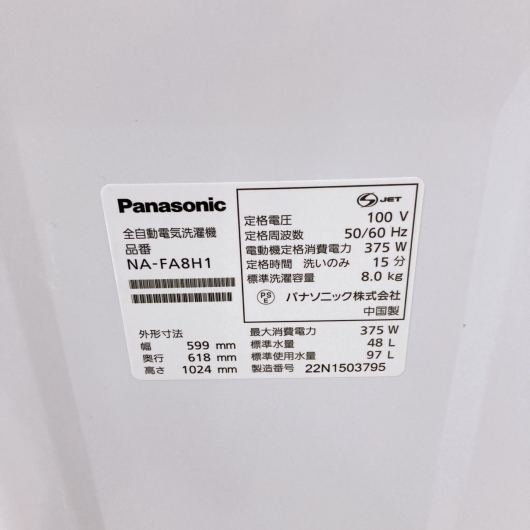 Panasonic
全自動電気洗濯機
品番
NA-FA8H1
外形寸法
幅 599 mm
奥行 618 mm
高さ 1024 mm
S JET
定格電圧 100 V
定格周波数 50/60 Hz
電動機定格消費電力 375 W
定格時間 洗いのみ 15 分
標準洗濯容量 8.0 kg
PS E パナソニック株式会社
中国製
最大消費電力 375 W
標準水量 48 L
標準使用水量 97 L
製造番号 22N1503795